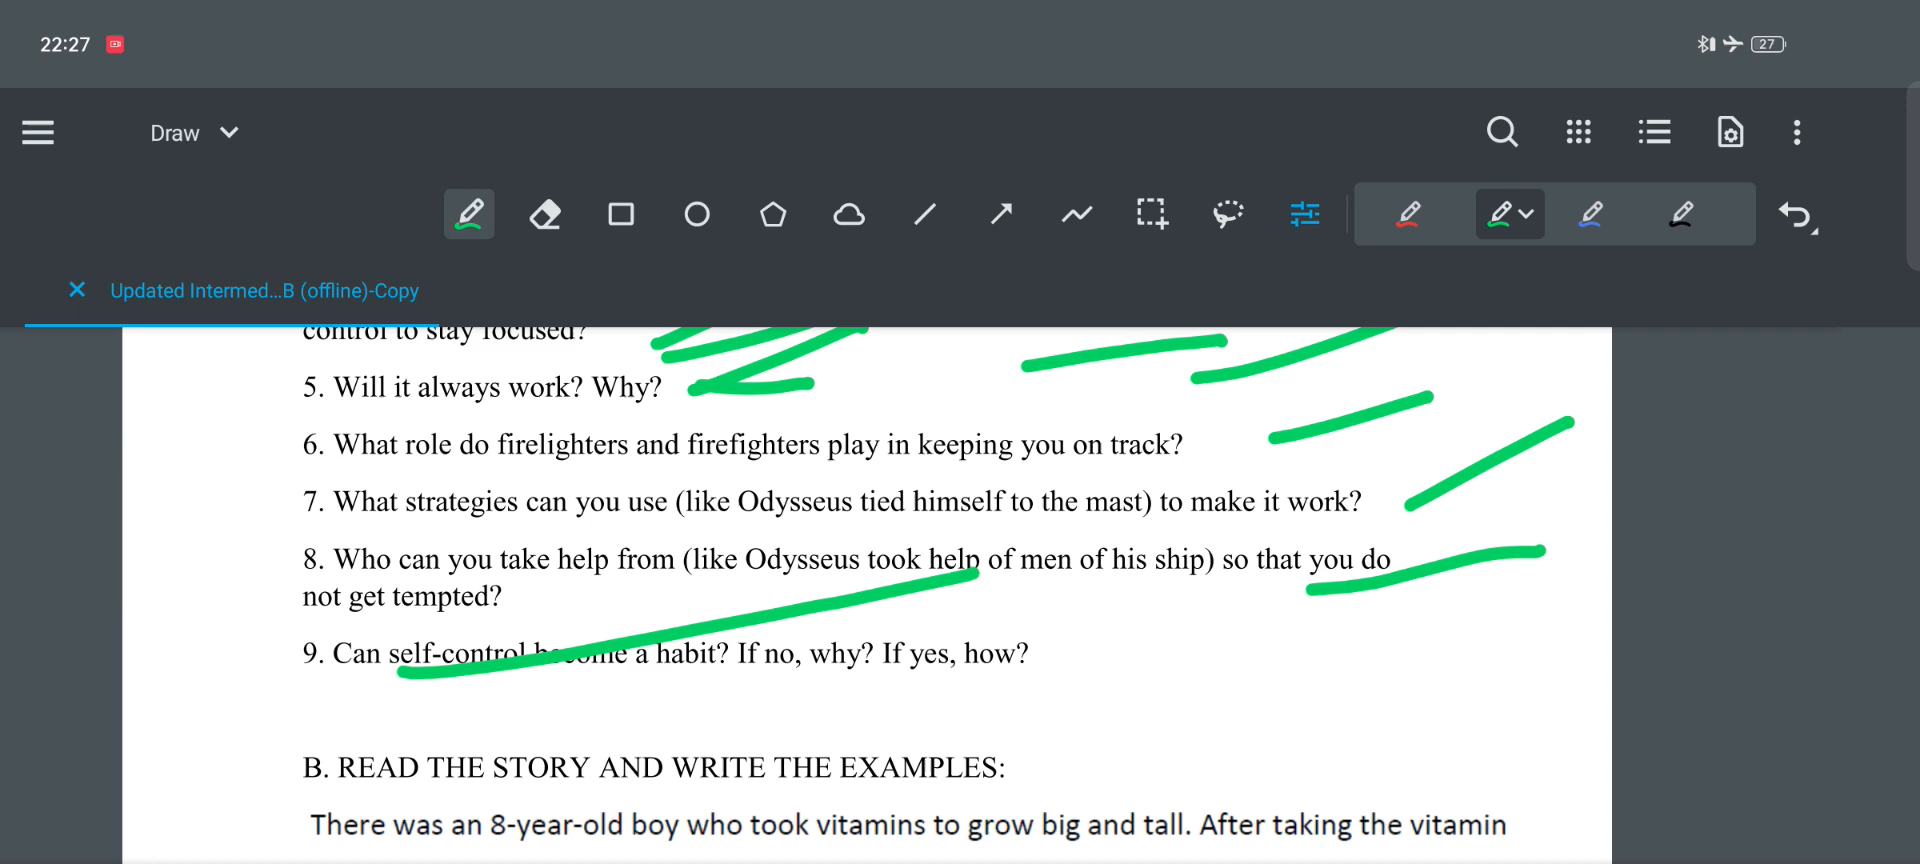 22:27
27
Draw
Updated Intermed...B (offline)-Copy
control to stay focused?
5. Will it always work? Why?
6. What role do firelighters and firefighters play in keeping you on track?
7. What strategies can you use (like Odysseus tied himself to the mast) to make it work?
8. Who can you take help from (like Odysseus took help of men of his ship) so that you do
not get tempted?
9. Can self-control become a habit? If no, why? If yes, how?
B. READ THE STORY AND WRITE THE EXAMPLES:
There was an 8-year-old boy who took vitamins to grow big and tall. After taking the vitamin